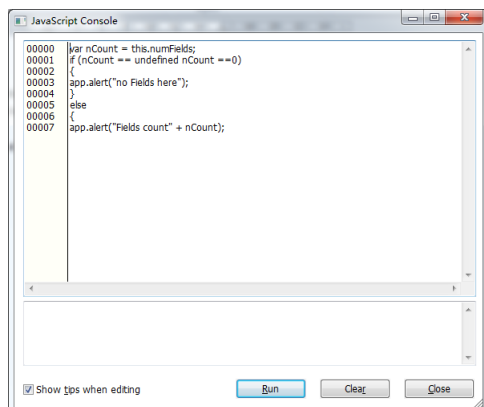 JavaScript Console
00000 var nCount = this.numFields;
00001 if (nCount == undefined nCount ==0)
00002 {
00003 app.alert("no Fields here");
00004 }
00005 else
00006 {
00007 app.alert("Fields count" + nCount);
Show tips when editing
Run
Clear
Close